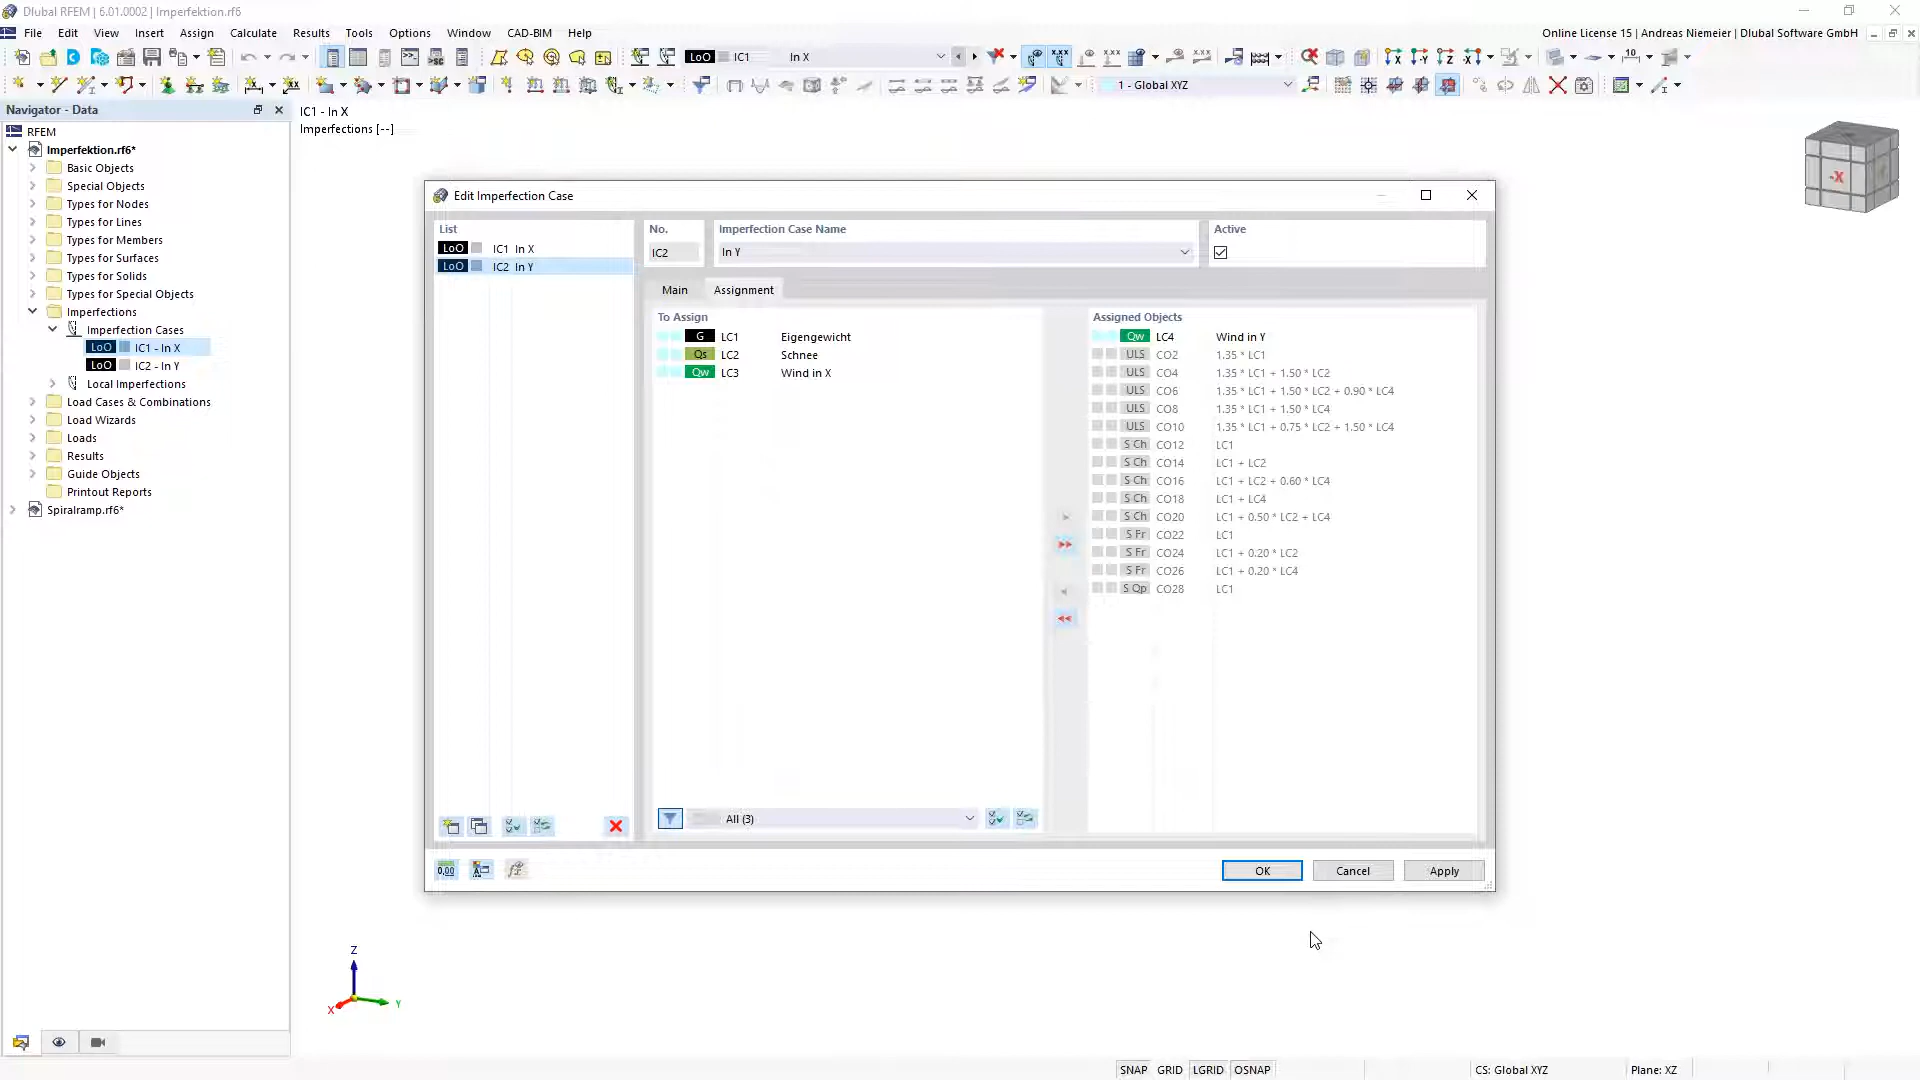 Dlubal RFEM | 6.01.0002 | Imperfektion.rf6
File Edit View Insert Assign Calculate Results Tools Options Window CAD-BIM Help
Online License 15 | Andreas Niemeier | Dlubal Software GmbH
LoO IC1 In X
1 - Global XYZ
Navigator - Data
RFEM
Imperfektion.rf6*
Basic Objects
Special Objects
Types for Nodes
Types for Lines
Types for Members
Types for Surfaces
Types for Solids
Types for Special Objects
Imperfections
Imperfection Cases
LoO IC1 - In X
LoO IC2 - In Y
Local Imperfections
Load Cases & Combinations
Load Wizards
Loads
Results
Guide Objects
Printout Reports
Spiralramp.rf6*
IC1 - In X
Imperfections [--]
-X
Edit Imperfection Case
List
LoO IC1 In X
LoO IC2 In Y
No.
IC2
Imperfection Case Name
In Y
Active
Main Assignment
To Assign
G LC1 Eigengewicht
Qs LC2 Schnee
Qw LC3 Wind in X
All (3)
Assigned Objects
Qw LC4 Wind in Y
ULS CO2 1.35 * LC1
ULS CO4 1.35 * LC1 + 1.50 * LC2
ULS CO6 1.35 * LC1 + 1.50 * LC2 + 0.90 * LC4
ULS CO8 1.35 * LC1 + 1.50 * LC4
ULS CO10 1.35 * LC1 + 0.75 * LC2 + 1.50 * LC4
S Ch CO12 LC1
S Ch CO14 LC1 + LC2
S Ch CO16 LC1 + LC2 + 0.60 * LC4
S Ch CO18 LC1 + LC4
S Ch CO20 LC1 + 0.50 * LC2 + LC4
S Fr CO22 LC1
S Fr CO24 LC1 + 0.20 * LC2
S Fr CO26 LC1 + 0.20 * LC4
S Qp CO28 LC1
0,00
OK Cancel Apply
Z
X
Y
SNAP GRID LGRID OSNAP
CS: Global XYZ
Plane: XZ